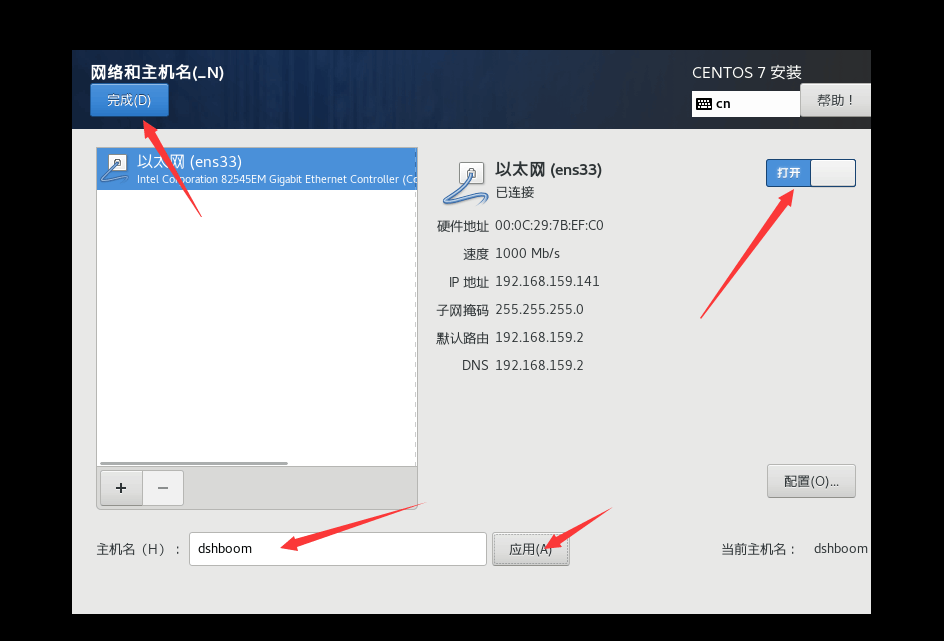 网络和主机名(_N)
CENTOS 7 安装
完成(D)
cn
帮助！
以太网 (ens33)
Intel Corporation 82545EM Gigabit Ethernet Controller (Co
以太网 (ens33)
已连接
打开
硬件地址 00:0C:29:7B:EF:C0
速度 1000 Mb/s
IP 地址 192.168.159.141
子网掩码 255.255.255.0
默认路由 192.168.159.2
DNS 192.168.159.2
+ −
配置(O)...
主机名（H）： dshboom 应用(A) 当前主机名： dshboom